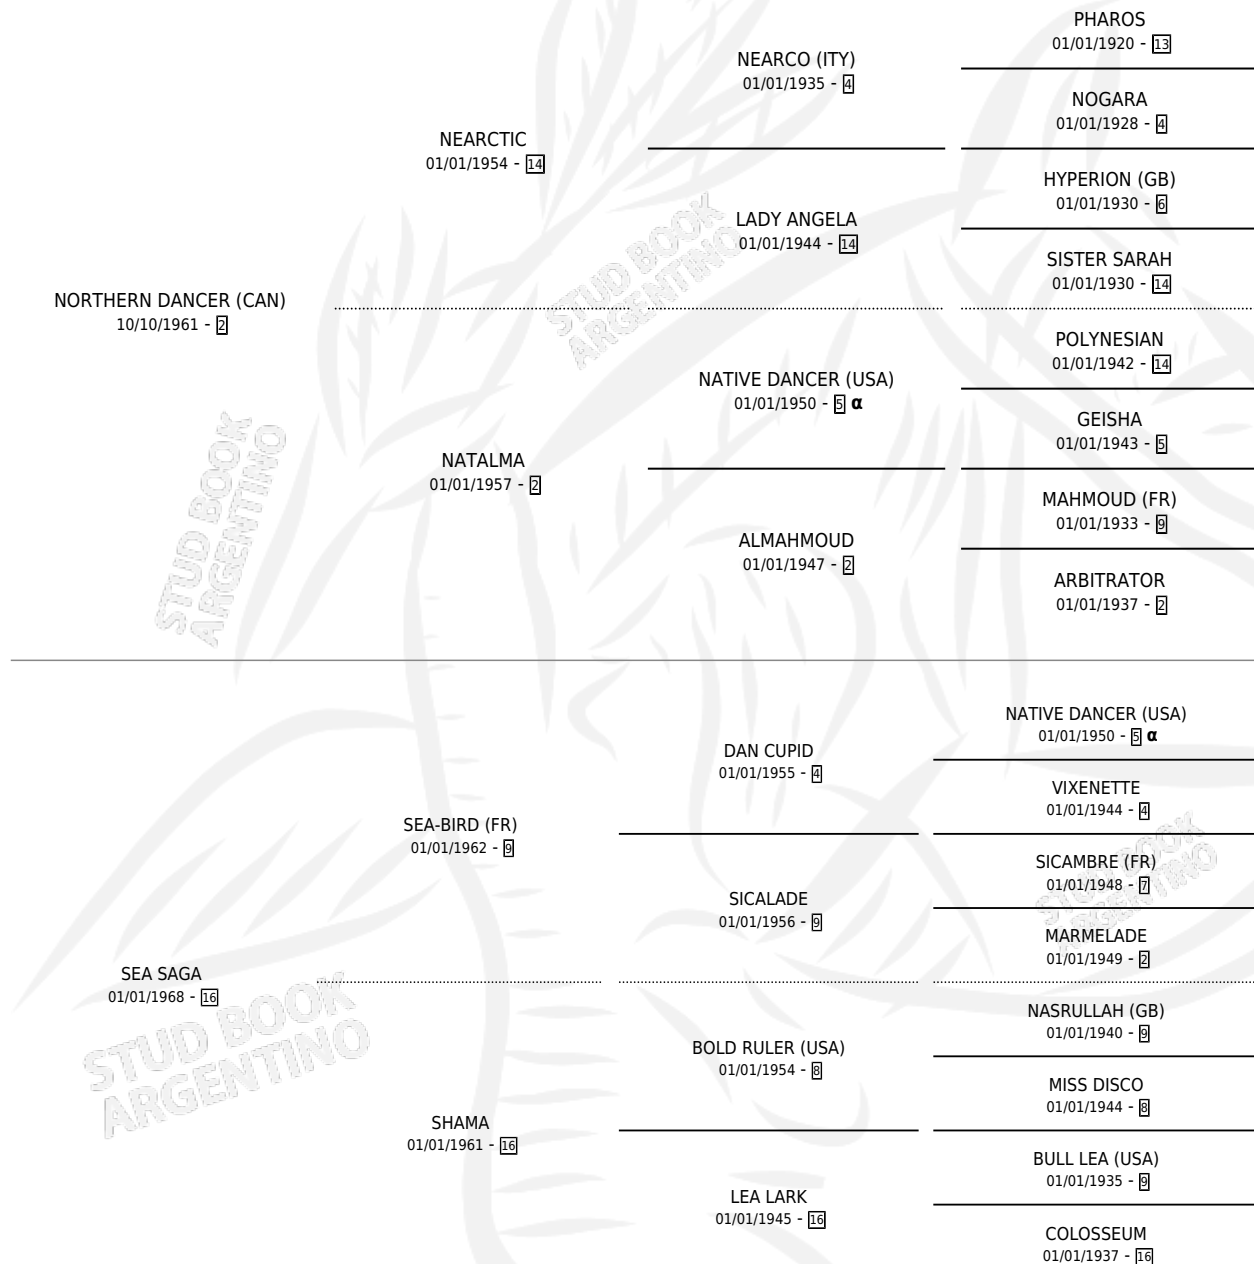 PHAROS
01/01/1920 - 13
NEARCO (ITY)
01/01/1935 - 4
NOGARA
01/01/1928 - 4
NEARCTIC
01/01/1954 - 14
HYPERION (GB)
01/01/1930 - 6
LADY ANGELA
01/01/1944 - 14
SISTER SARAH
01/01/1930 - 14
NORTHERN DANCER (CAN)
10/10/1961 - 2
POLYNESIAN
01/01/1942 - 14
NATIVE DANCER (USA)
01/01/1950 - 5 α
GEISHA
01/01/1943 - 5
NATALMA
01/01/1957 - 2
MAHMOUD (FR)
01/01/1933 - 9
ALMAHMOUD
01/01/1947 - 2
ARBITRATOR
01/01/1937 - 2
NATIVE DANCER (USA)
01/01/1950 - 5 α
DAN CUPID
01/01/1955 - 4
VIXENETTE
01/01/1944 - 4
SEA-BIRD (FR)
01/01/1962 - 9
SICAMBRE (FR)
01/01/1948 - 7
SICALADE
01/01/1956 - 9
MARMELADE
01/01/1949 - 2
SEA SAGA
01/01/1968 - 16
NASRULLAH (GB)
01/01/1940 - 9
BOLD RULER (USA)
01/01/1954 - 8
MISS DISCO
01/01/1944 - 8
SHAMA
01/01/1961 - 16
BULL LEA (USA)
01/01/1935 - 9
LEA LARK
01/01/1945 - 16
COLOSSEUM
01/01/1937 - 16
STUD BOOK
ARGENTINO
STUD BOOK
ARGENTINO
STUD BOOK
ARGENTINO
STUD BOOK
ARGENTINO